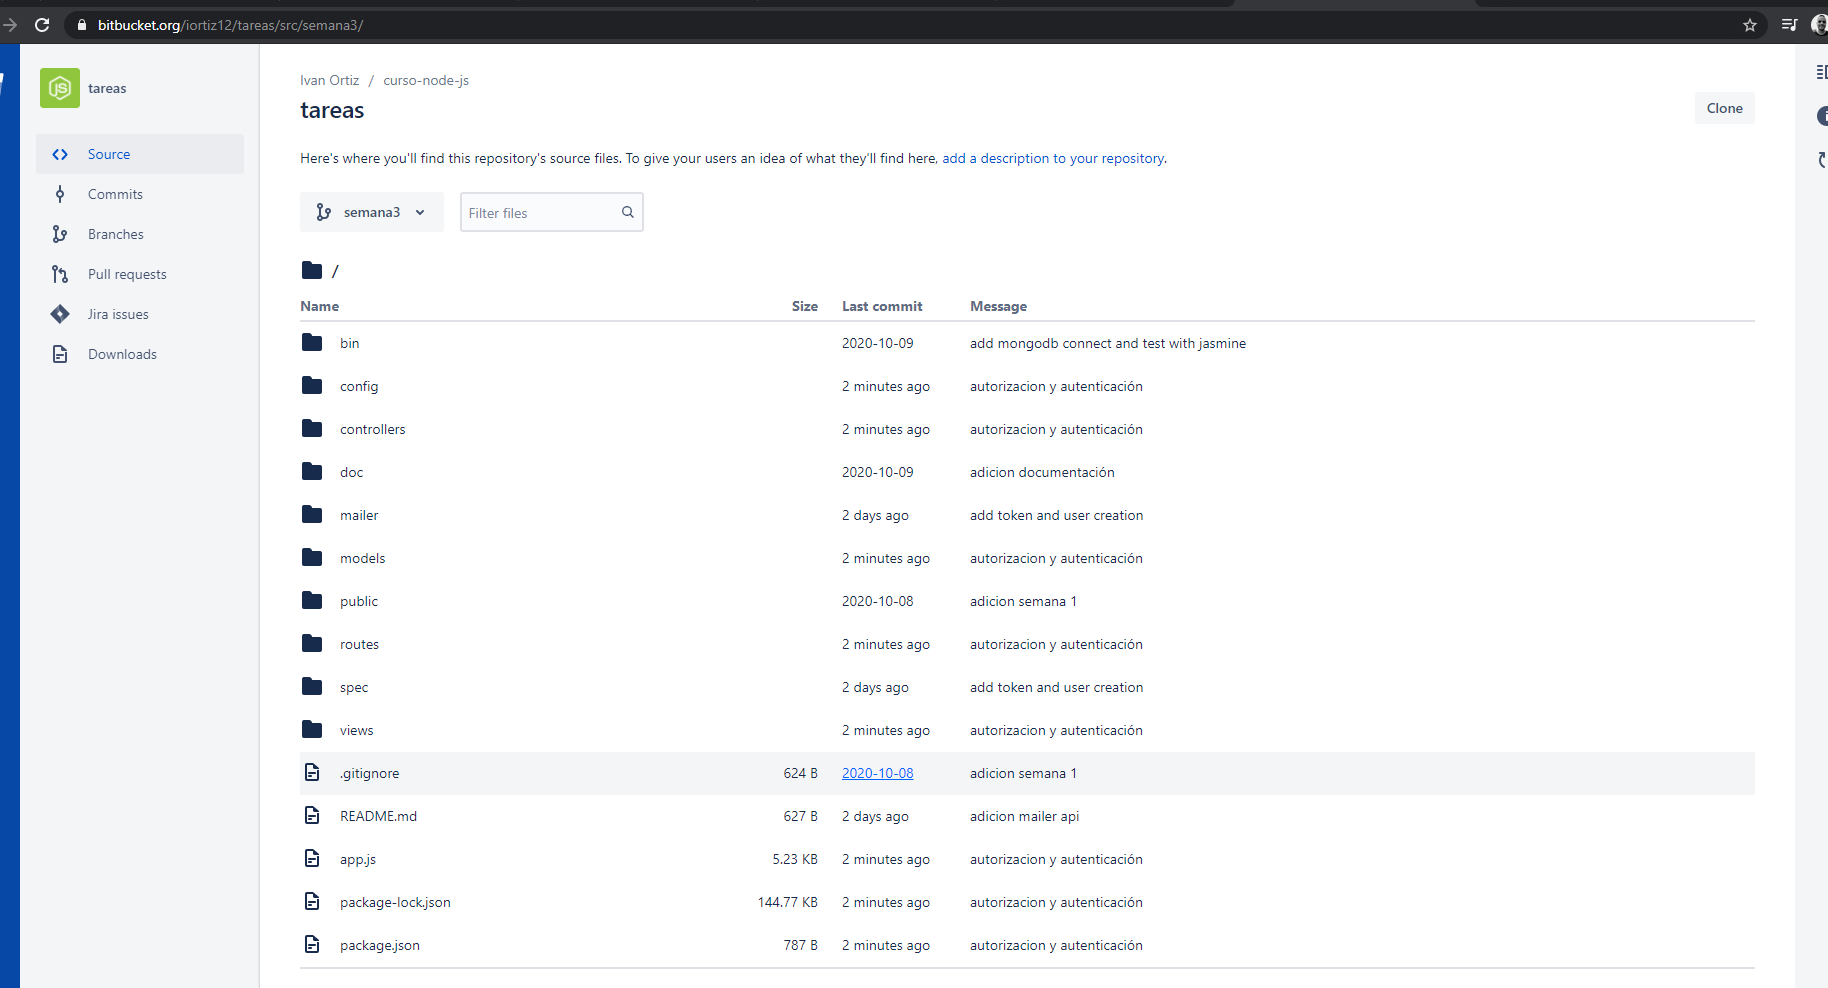 bitbucket.org/iortiz12/tareas/src/semana3/
tareas
Source
Commits
Branches
Pull requests
Jira issues
Downloads
Ivan Ortiz / curso-node-js
tareas
Clone
Here's where you'll find this repository's source files. To give your users an idea of what they'll find here, add a description to your repository.
semana3 Filter files
/
Name Size Last commit Message
bin 2020-10-09 add mongodb connect and test with jasmine
config 2 minutes ago autorizacion y autenticación
controllers 2 minutes ago autorizacion y autenticación
doc 2020-10-09 adicion documentación
mailer 2 days ago add token and user creation
models 2 minutes ago autorizacion y autenticación
public 2020-10-08 adicion semana 1
routes 2 minutes ago autorizacion y autenticación
spec 2 days ago add token and user creation
views 2 minutes ago autorizacion y autenticación
.gitignore 624 B 2020-10-08 adicion semana 1
README.md 627 B 2 days ago adicion mailer api
app.js 5.23 KB 2 minutes ago autorizacion y autenticación
package-lock.json 144.77 KB 2 minutes ago autorizacion y autenticación
package.json 787 B 2 minutes ago autorizacion y autenticación